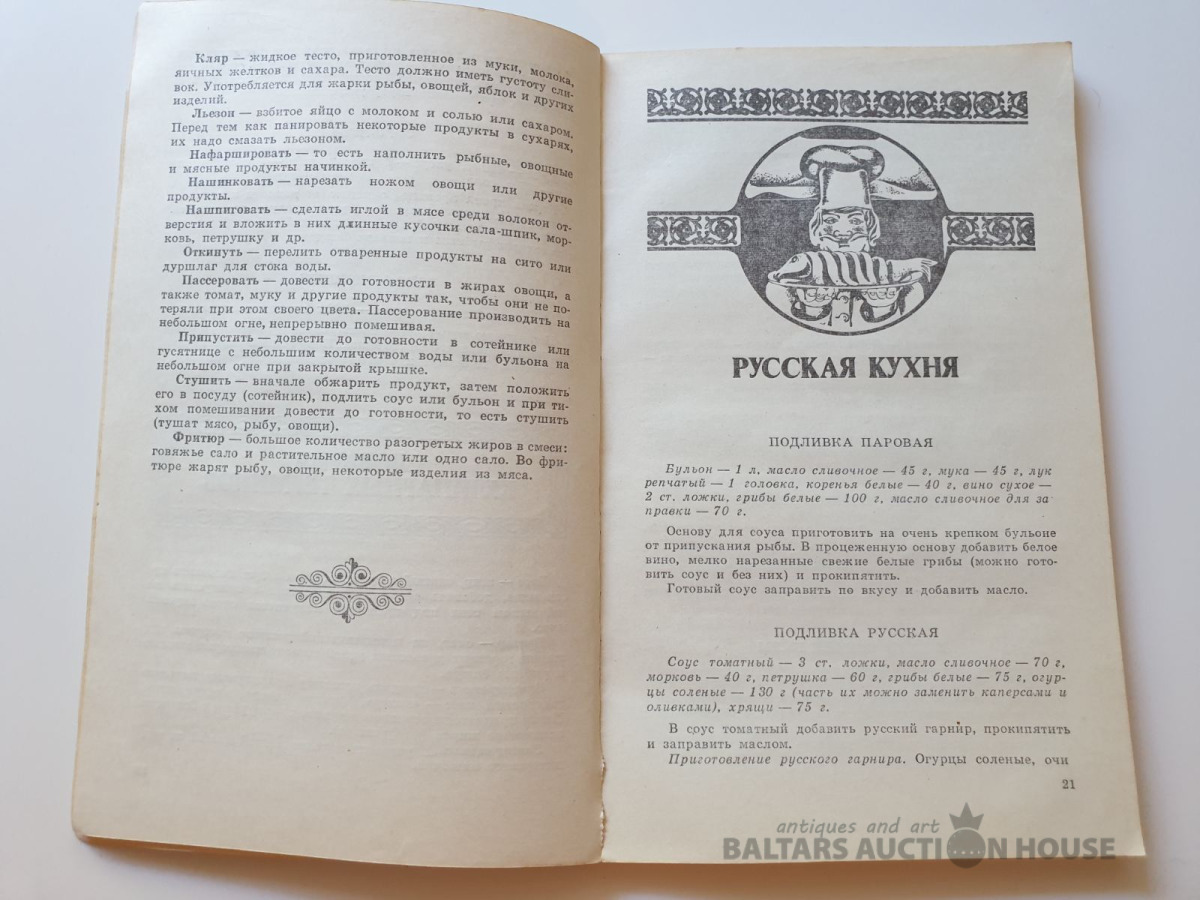 Кляр — жидкое тесто, приготовленное из муки, молока,
яичных желтков и сахара. Тесто должно иметь густоту сли-
вок. Употребляется для жарки рыбы, овощей, яблок и других
изделий.
Льезон — взбитое яйцо с молоком и солью или сахаром.
Перед тем как панировать некоторые продукты в сухарях,
их надо смазать льезоном.
Нафаршировать — то есть наполнить рыбные, овощные
и мясные продукты начинкой.
Нашинковать — нарезать ножом овощи или другие
продукты.
Нашпиговать — сделать иглой в мясе среди волокон от-
верстия и вложить в них длинные кусочки сала-шпик, мор-
ковь, петрушку и др.
Откинуть — перелить отваренные продукты на сито или
дуршлаг для стока воды.
Пассеровать — довести до готовности в жирах овощи, а
также томат, муку и другие продукты так, чтобы они не по-
теряли при этом своего цвета. Пассерование производить на
небольшом огне, непрерывно помешивая.
Припустять — довести до готовности в сотейнике или
гусятнице с небольшим количеством воды или бульона на
небольшом огне при закрытой крышке.
Стушить — вначале обжарить продукт, затем положить
его в посуду (сотейник), подлить соус или бульон и при ти-
хом помешивании довести до готовности, то есть стушить
(тушат мясо, рыбу, овощи).
Фритюр — большое количество разогретых жиров в смеси:
говяжье сало и растительное масло или одно сало. Во фри-
тюре жарят рыбу, овощи, некоторые изделия из мяса.
РУССКАЯ КУХНЯ
ПОДЛИВКА ПАРОВАЯ
Бульон — 1 л, масло сливочное — 45 г, мука — 45 г, лук
репчатый — 1 головка, коренья белые — 40 г, вино сухое —
2 ст. ложки, грибы белые — 100 г, масло сливочное для за
правки — 70 г.
Основу для соуса приготовить на очень крепком бульоне
от припускания рыбы. В процеженную основу добавить белое
вино, мелко нарезанные свежие белые грибы (можно гото-
вить соус и без них) и прокипятить.
Готовый соус заправить по вкусу и добавить масло.
ПОДЛИВКА РУССКАЯ
Соус томатный — 3 ст. ложки, масло сливочное — 70 г,
морковь — 40 г, петрушка — 60 г, грибы белые — 75 г, огур-
цы соленые — 130 г (часть их можно заменить каперсами и
оливками), хрящи — 75 г.
В соус томатный добавить русский гарнир, прокипятить
и заправить маслом.
Приготовление русского гарнира. Огурцы соленые, очи
21
antiques and art
BALTARS AUCTION HOUSE